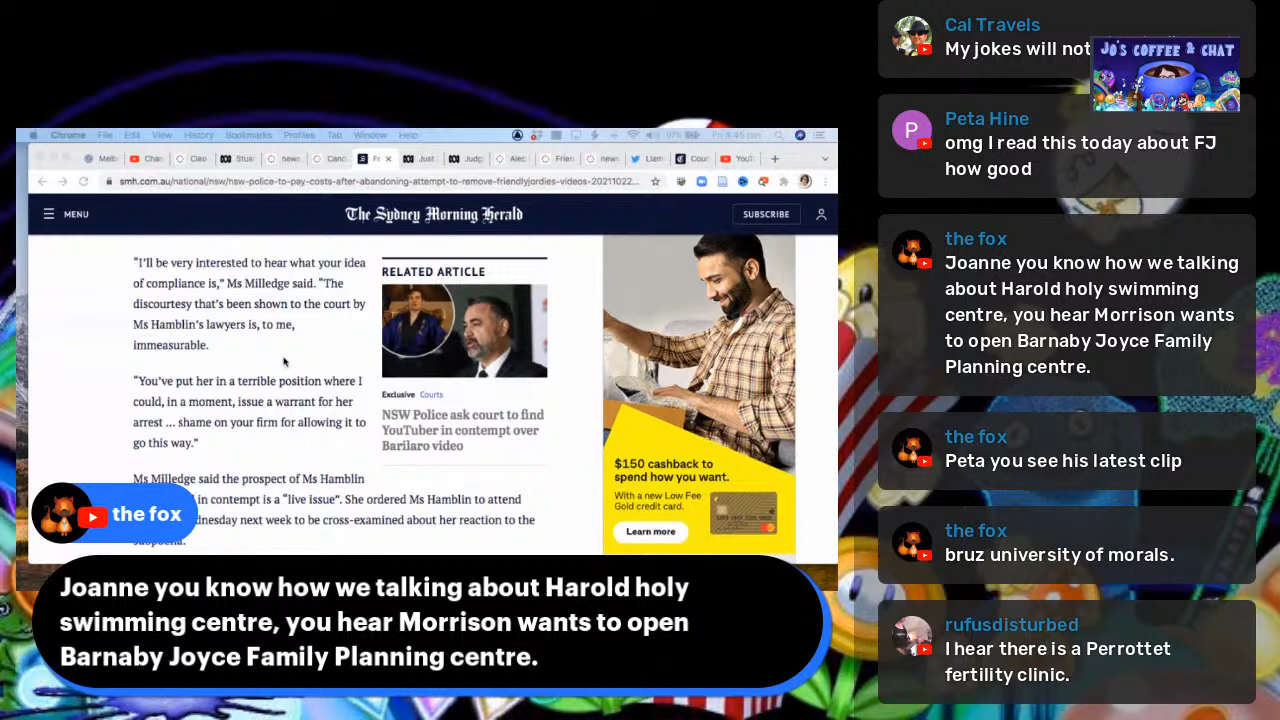 Chrome File Edit View History Bookmarks Profiles Tab Window Help
smh.com.au/national/nsw/nsw-police-to-pay-costs-after-abandoning-attempt-to-remove-friendlyjordies-videos-20211022...
MENU
The Sydney Morning Herald
SUBSCRIBE
“I’ll be very interested to hear what your idea
of compliance is,” Ms Milledge said. “The
discourtesy that’s been shown to the court by
Ms Hamblin’s lawyers is, to me,
immeasurable.
“You’ve put her in a terrible position where I
could, in a moment, issue a warrant for her
arrest ... shame on your firm for allowing it to
go this way.”
Ms Milledge said the prospect of Ms Hamblin
in contempt is a “live issue”. She ordered Ms Hamblin to attend
dnesday next week to be cross-examined about her reaction to the
RELATED ARTICLE
Exclusive Courts
NSW Police ask court to find
YouTuber in contempt over
Barilaro video
$150 cashback to
spend how you want.
With a new Low Fee
Gold credit card.
Learn more
the fox
Joanne you know how we talking about Harold holy
swimming centre, you hear Morrison wants to open
Barnaby Joyce Family Planning centre.
Cal Travels
My jokes will not
JO'S COFFEE & CHAT
P
Peta Hine
omg I read this today about FJ
how good
the fox
Joanne you know how we talking
about Harold holy swimming
centre, you hear Morrison wants
to open Barnaby Joyce Family
Planning centre.
the fox
Peta you see his latest clip
the fox
bruz university of morals.
rufusdisturbed
I hear there is a Perrottet
fertility clinic.